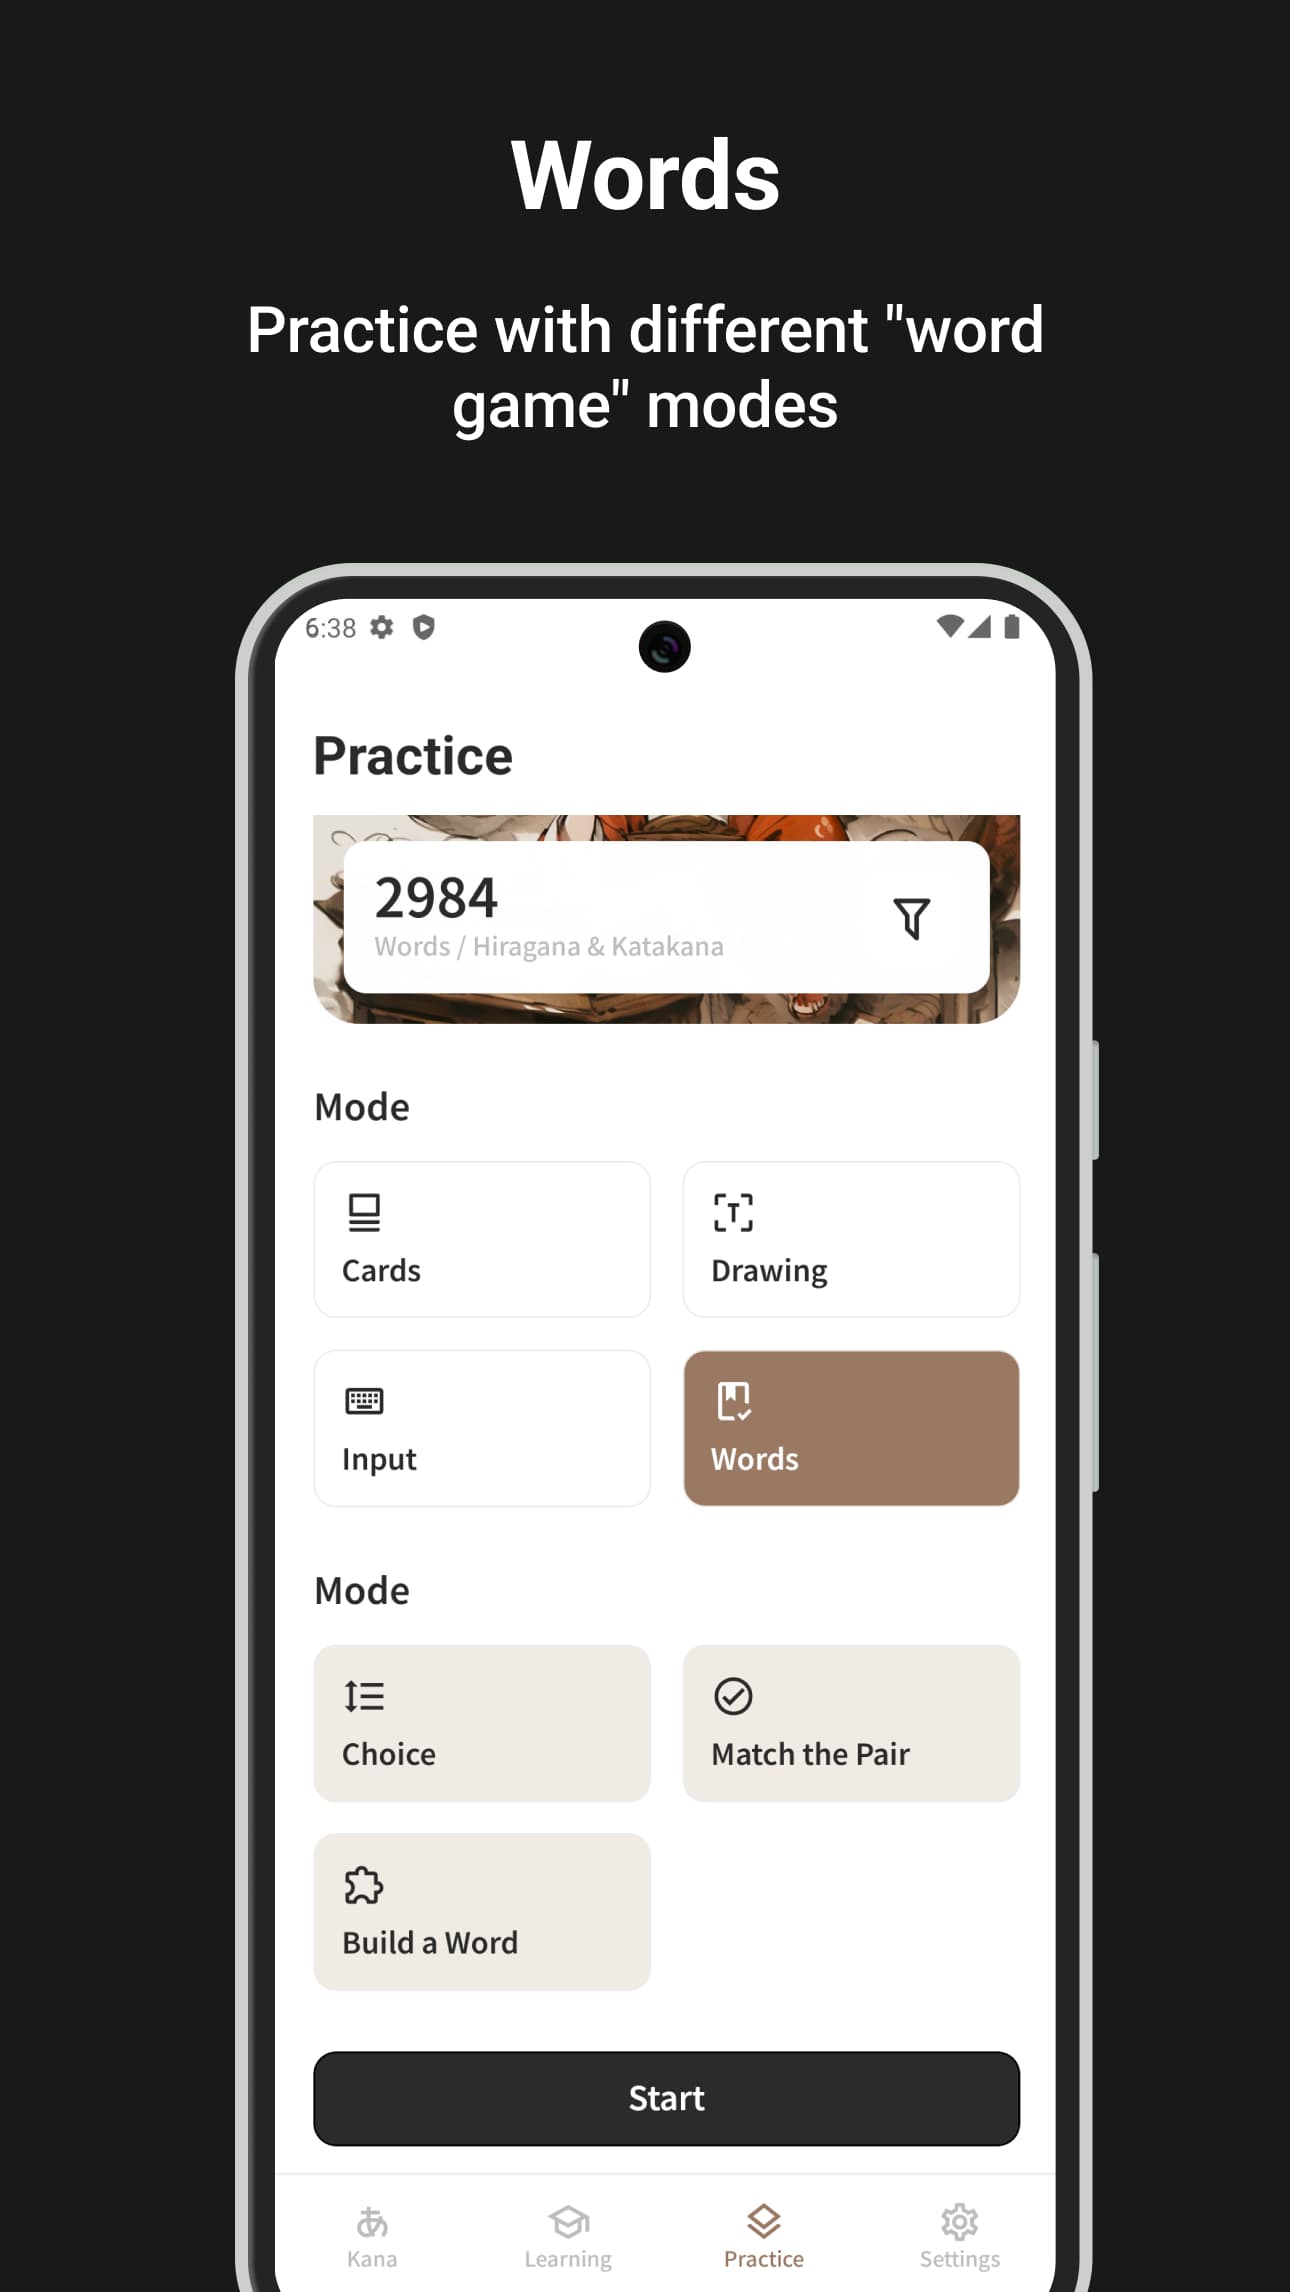 Words
Practice with different "word
game" modes
6:38
Practice
2984
Words / Hiragana & Katakana
Mode
Cards
Drawing
Input
Words
Mode
Choice
Match the Pair
Build a Word
Start
あ
Kana
Learning
Practice
Settings